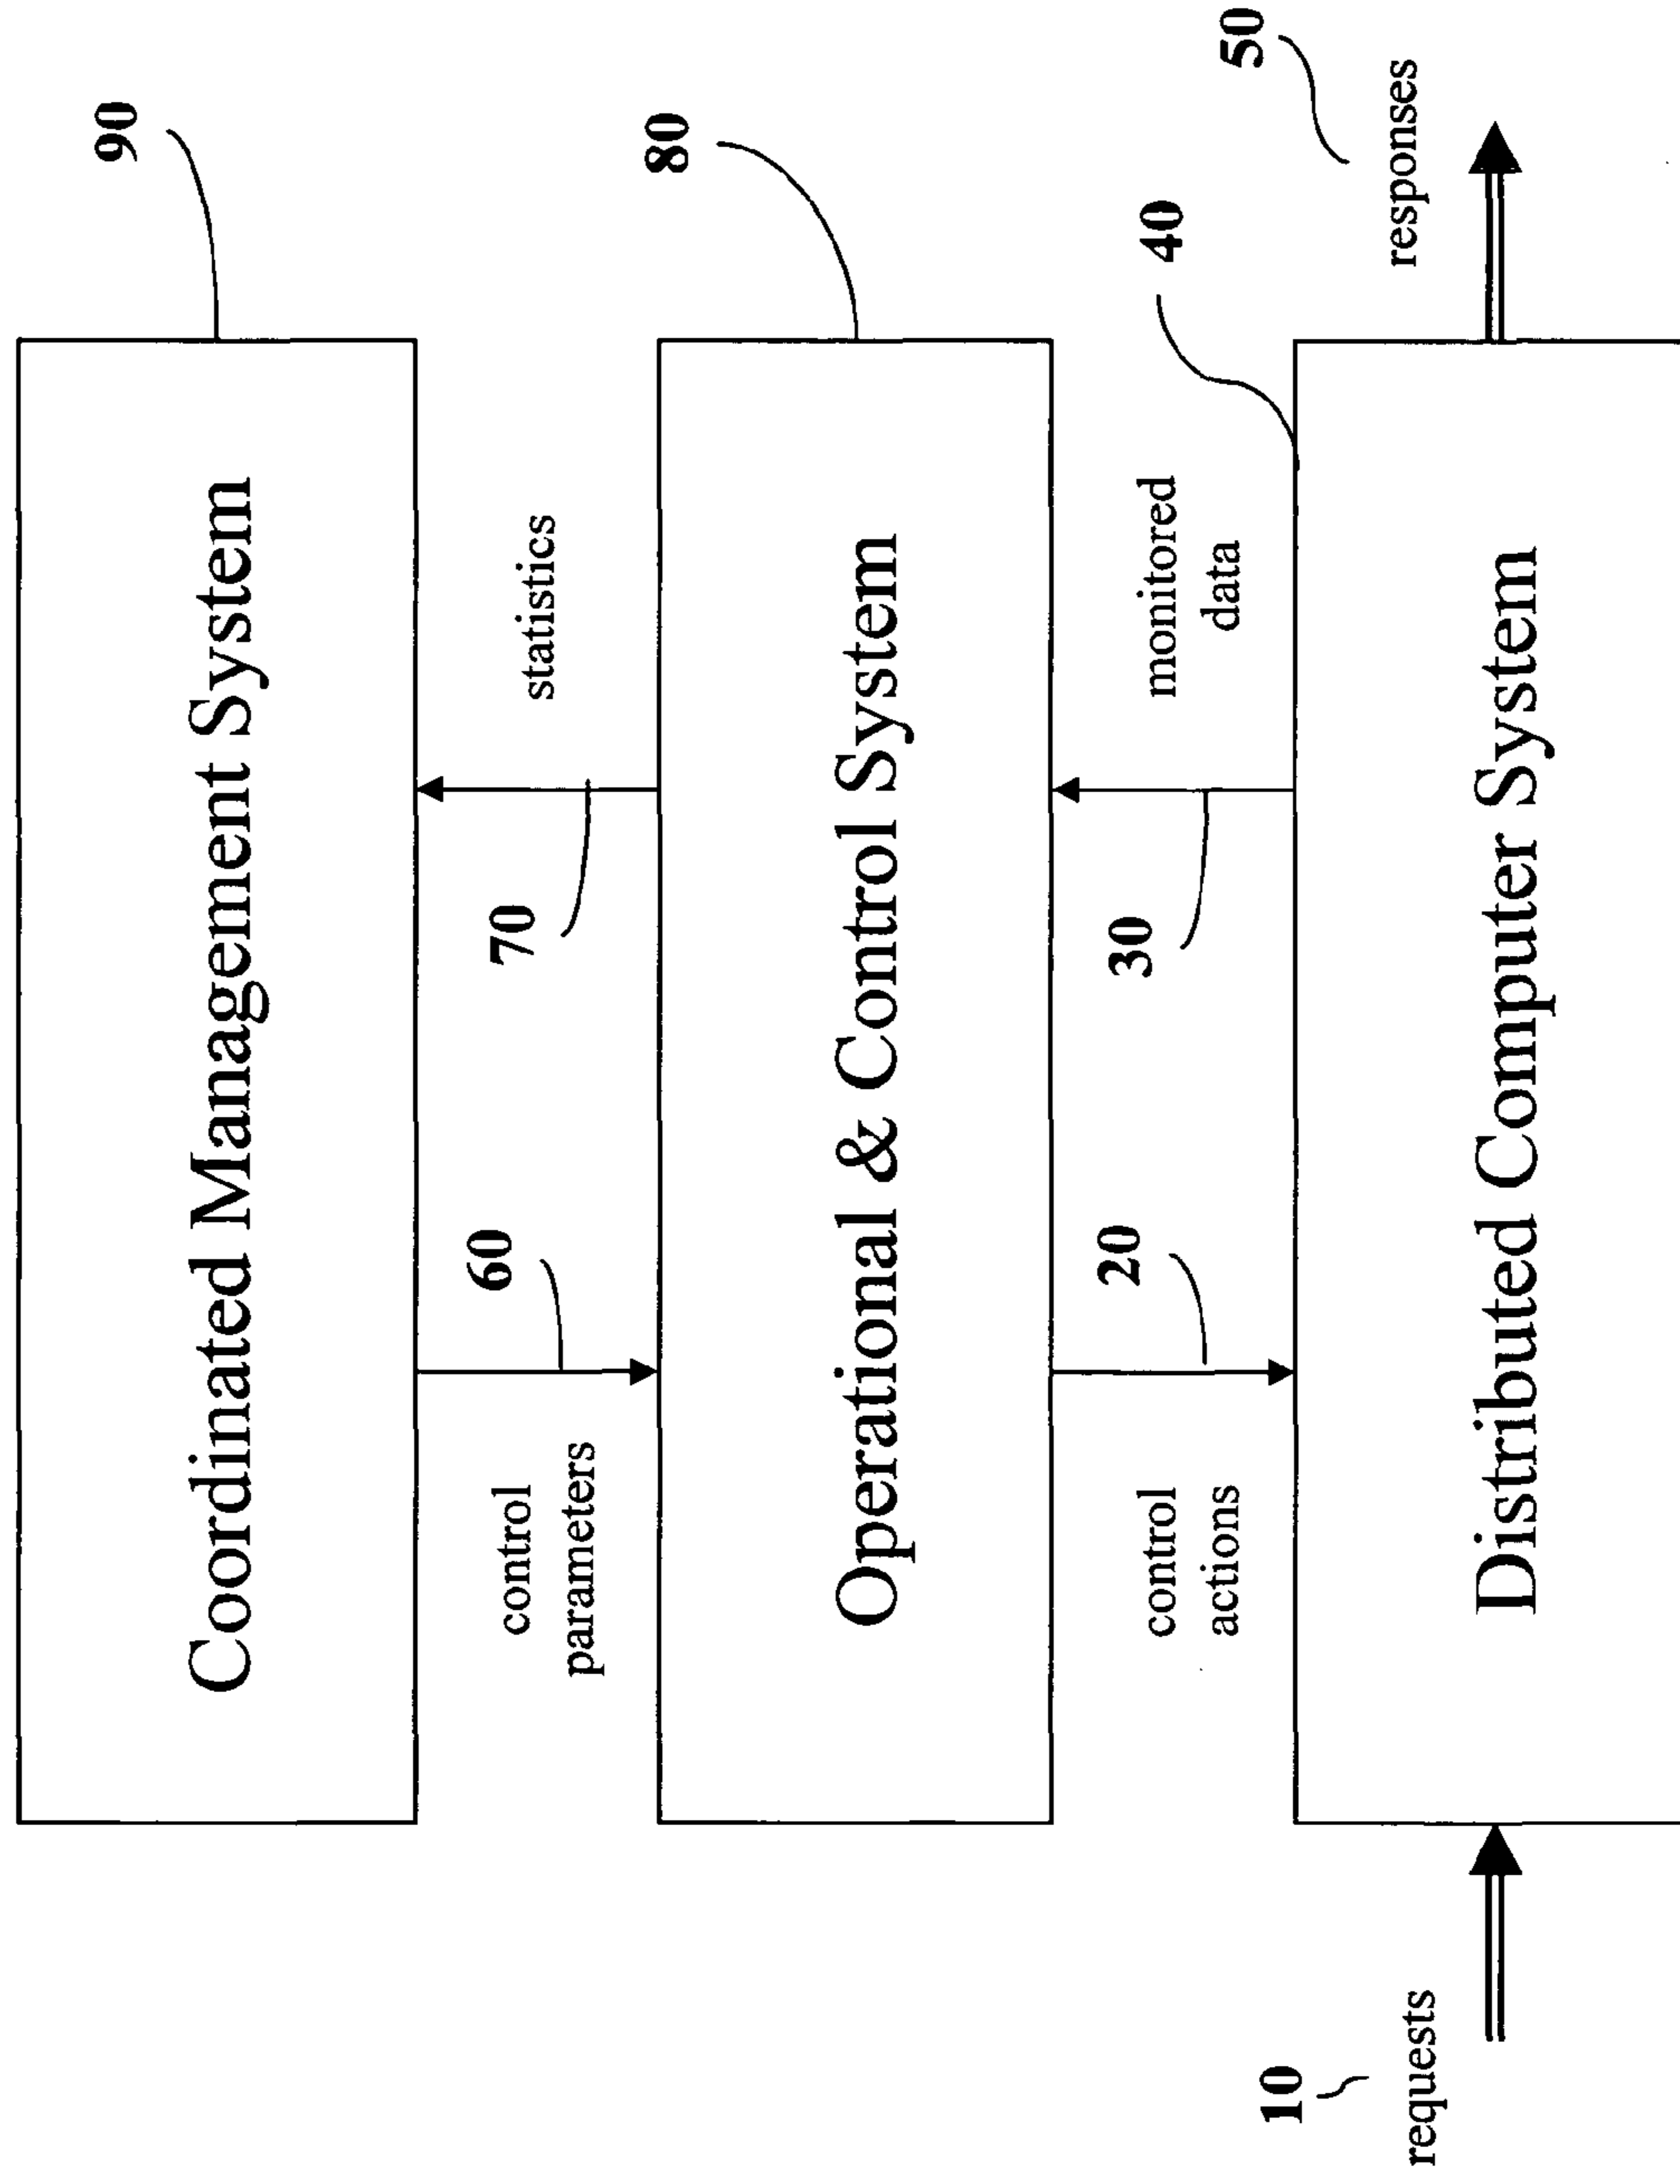 90
Coordinated Management System
60
70
control
parameters
statistics
80
Operational & Control System
20
30
40
control
actions
monitored
data
50
Distributed Computer System
10
requests
responses